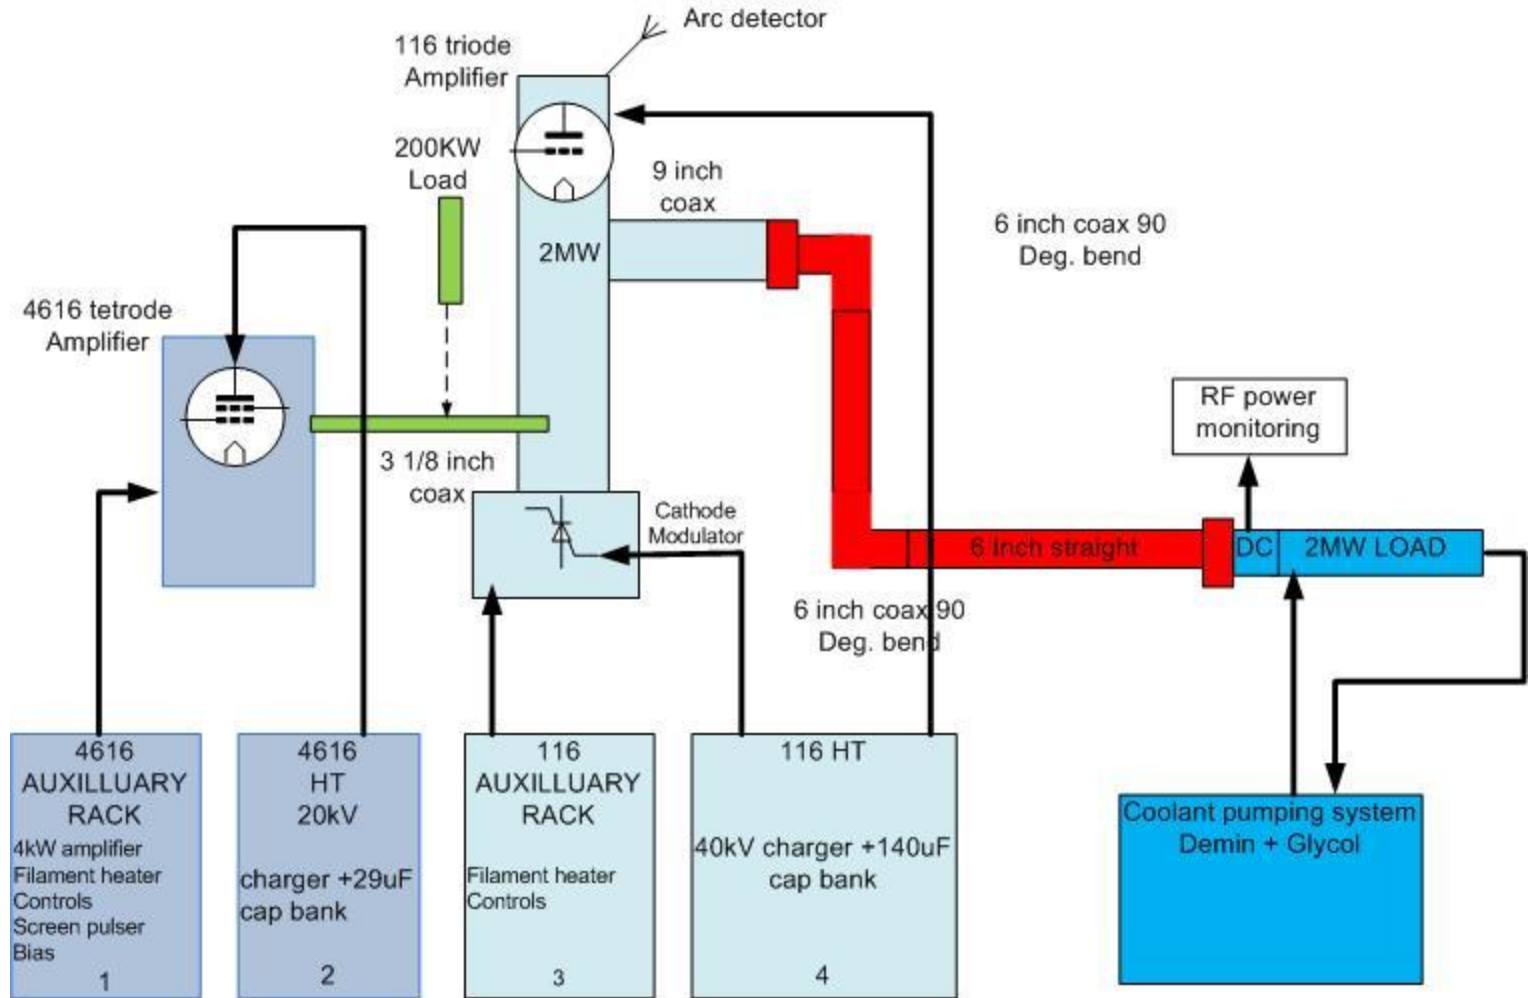 Arc detector
116 triode
Amplifier
200KW
Load
9 inch
coax
2MW
6 inch coax 90
Deg. bend
4616 tetrode
Amplifier
3 1/8 inch
coax
Cathode
Modulator
RF power
monitoring
6 Inch straight
DC
2MW LOAD
6 inch coax 90
Deg. bend
4616
AUXILLUARY
RACK
4kW amplifier
Filament heater
Controls
Screen pulser
Bias
1
4616
HT
20kV
charger +29uF
cap bank
2
116
AUXILLUARY
RACK
Filament heater
Controls
3
116 HT
40kV charger +140uF
cap bank
4
Coolant pumping system
Demin + Glycol